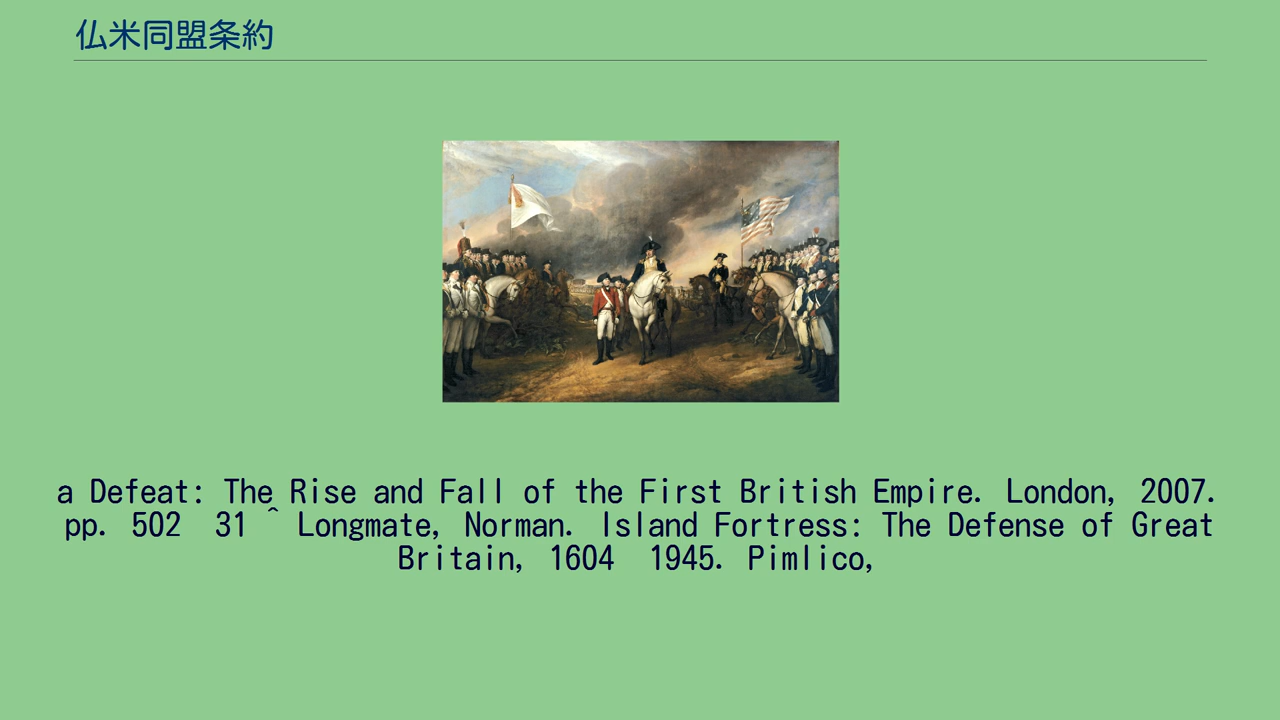 仏米同盟条約
a Defeat: The Rise and Fall of the First British Empire. London, 2007.
pp. 502 31 ^ Longmate, Norman. Island Fortress: The Defense of Great
Britain, 1604 1945. Pimlico,